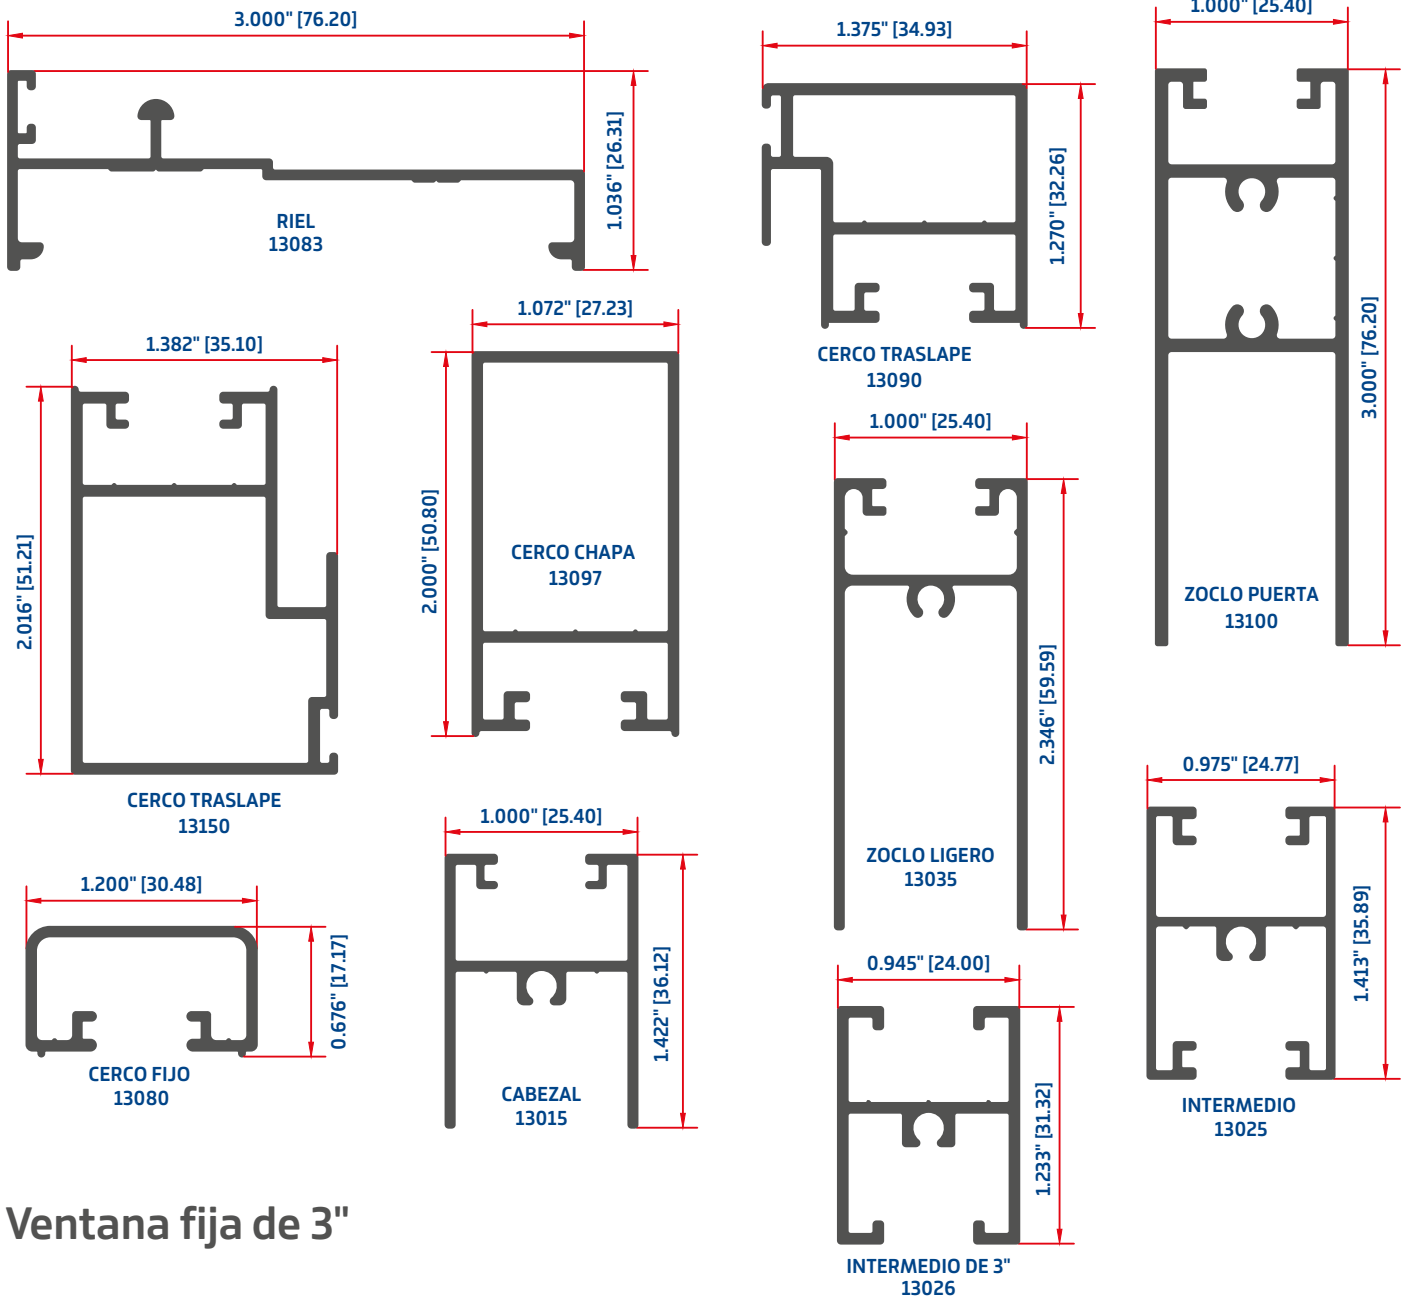 3.000" [76.20]
1.036" [26.31]
RIEL
13083
1.375" [34.93]
1.270" [32.26]
CERCO TRASLAPE
13090
1.000" [25.40]
3.000" [76.20]
ZOCLO PUERTA
13100
1.382" [35.10]
2.016" [51.21]
CERCO TRASLAPE
13150
1.072" [27.23]
2.000" [50.80]
CERCO CHAPA
13097
1.000" [25.40]
2.346" [59.59]
ZOCLO LIGERO
13035
0.975" [24.77]
1.413" [35.89]
INTERMEDIO
13025
1.200" [30.48]
0.676" [17.17]
CERCO FIJO
13080
1.000" [25.40]
1.422" [36.12]
CABEZAL
13015
0.945" [24.00]
1.233" [31.32]
INTERMEDIO DE 3"
13026
Ventana fija de 3"